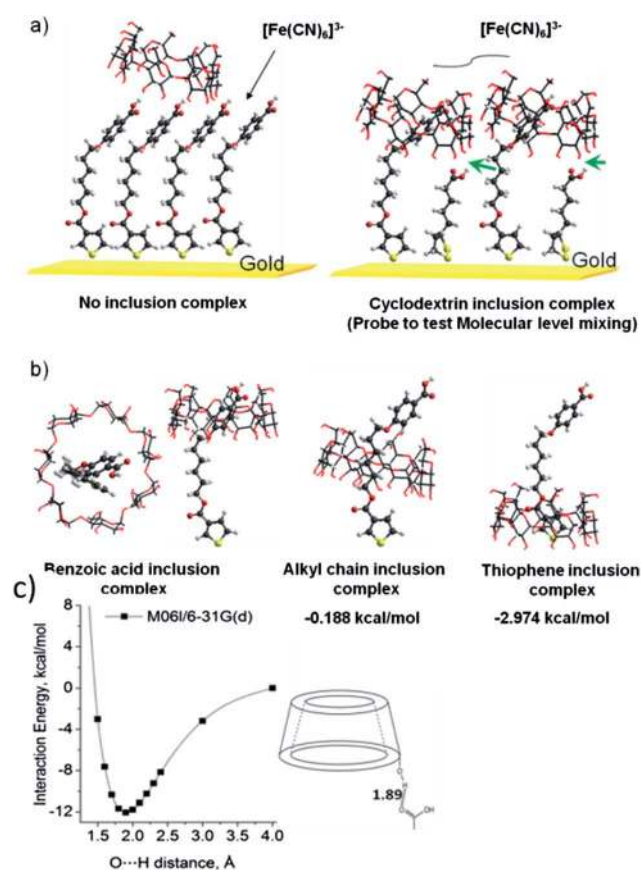 a)
[Fe(CN)6]3-
[Fe(CN)6]3-
Gold
Gold
No inclusion complex
Cyclodextrin inclusion complex
(Probe to test Molecular level mixing)
b)
Benzoic acid inclusion
complex
Alkyl chain inclusion
complex
-0.188 kcal/mol
Thiophene inclusion
complex
-2.974 kcal/mol
c)
8
4
0
-4
-8
-12
Interaction Energy, kcal/mol
M06l/6-31G(d)
1.5 2.0 2.5 3.0 3.5 4.0
O···H distance, Å
O
H
1.89
O
OH